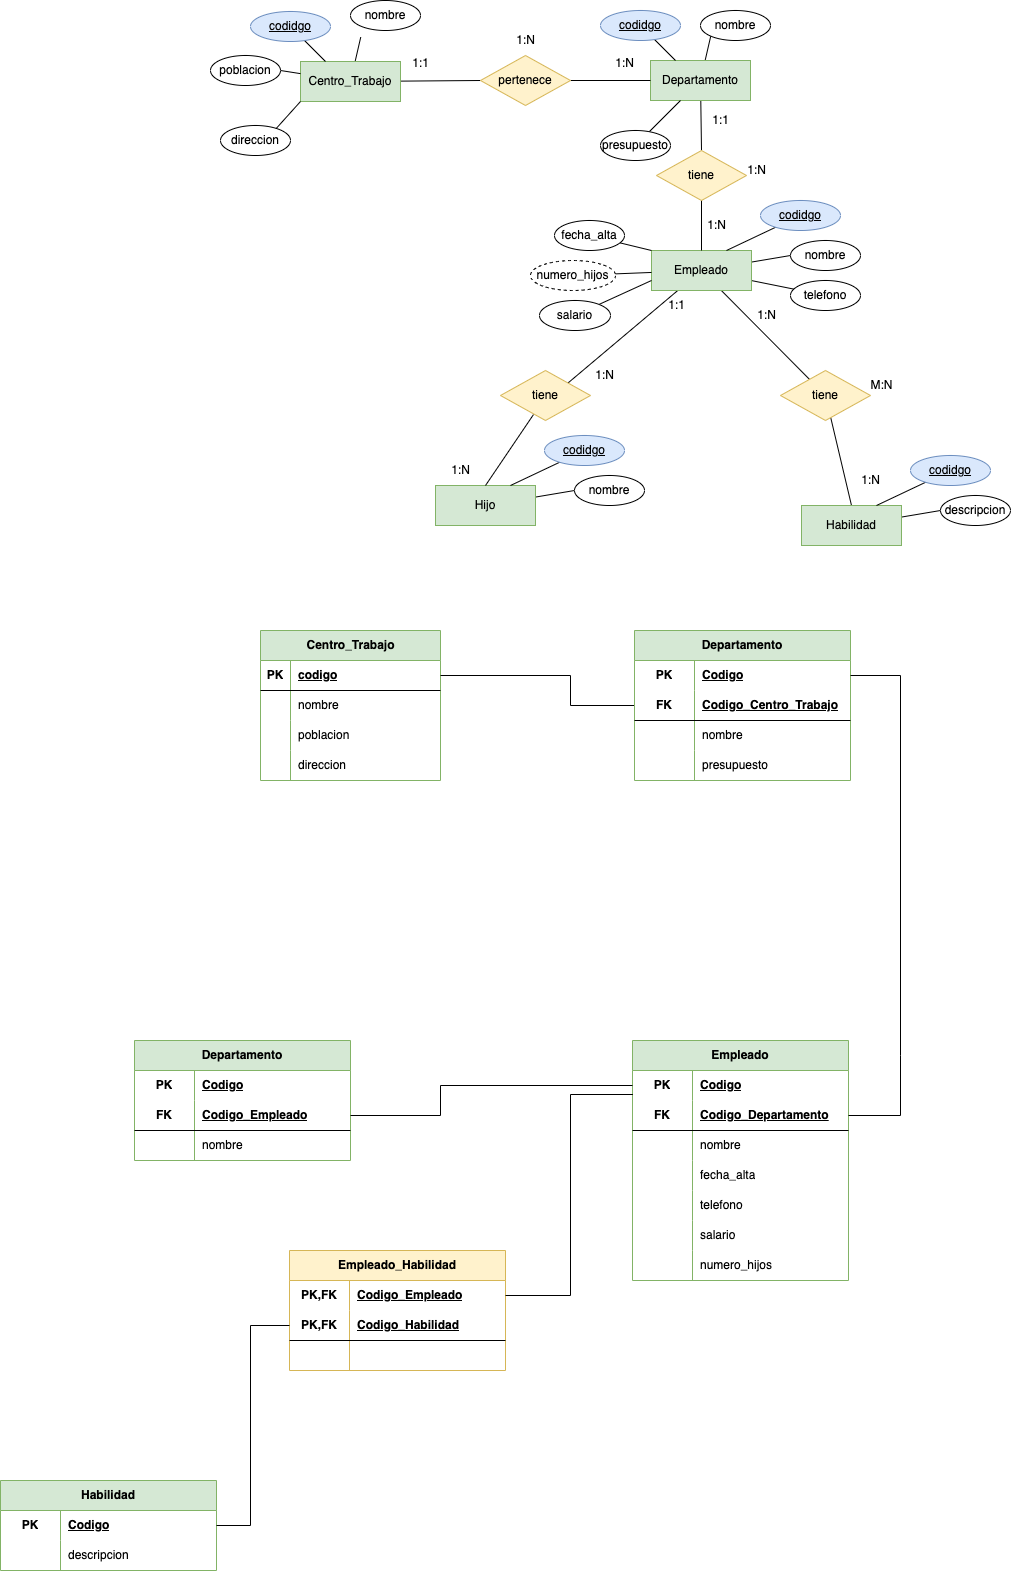 codidgo
nombre
poblacion
direccion
Centro_Trabajo
1:1
1:N
pertenece
1:N
codidgo
nombre
Departamento
presupuesto
1:1
tiene
1:N
1:N
fecha_alta
codidgo
numero_hijos
Empleado
nombre
salario
telefono
1:1
1:N
tiene
1:N
tiene
M:N
1:N
codidgo
nombre
Hijo
1:N
codidgo
descripcion
Habilidad
Centro_Trabajo
PK codigo
nombre
poblacion
direccion
Departamento
PK Codigo
FK Codigo_Centro_Trabajo
nombre
presupuesto
Departamento
PK Codigo
FK Codigo_Empleado
nombre
Empleado
PK Codigo
FK Codigo_Departamento
nombre
fecha_alta
telefono
salario
numero_hijos
Empleado_Habilidad
PK,FK Codigo_Empleado
PK,FK Codigo_Habilidad
Habilidad
PK Codigo
descripcion